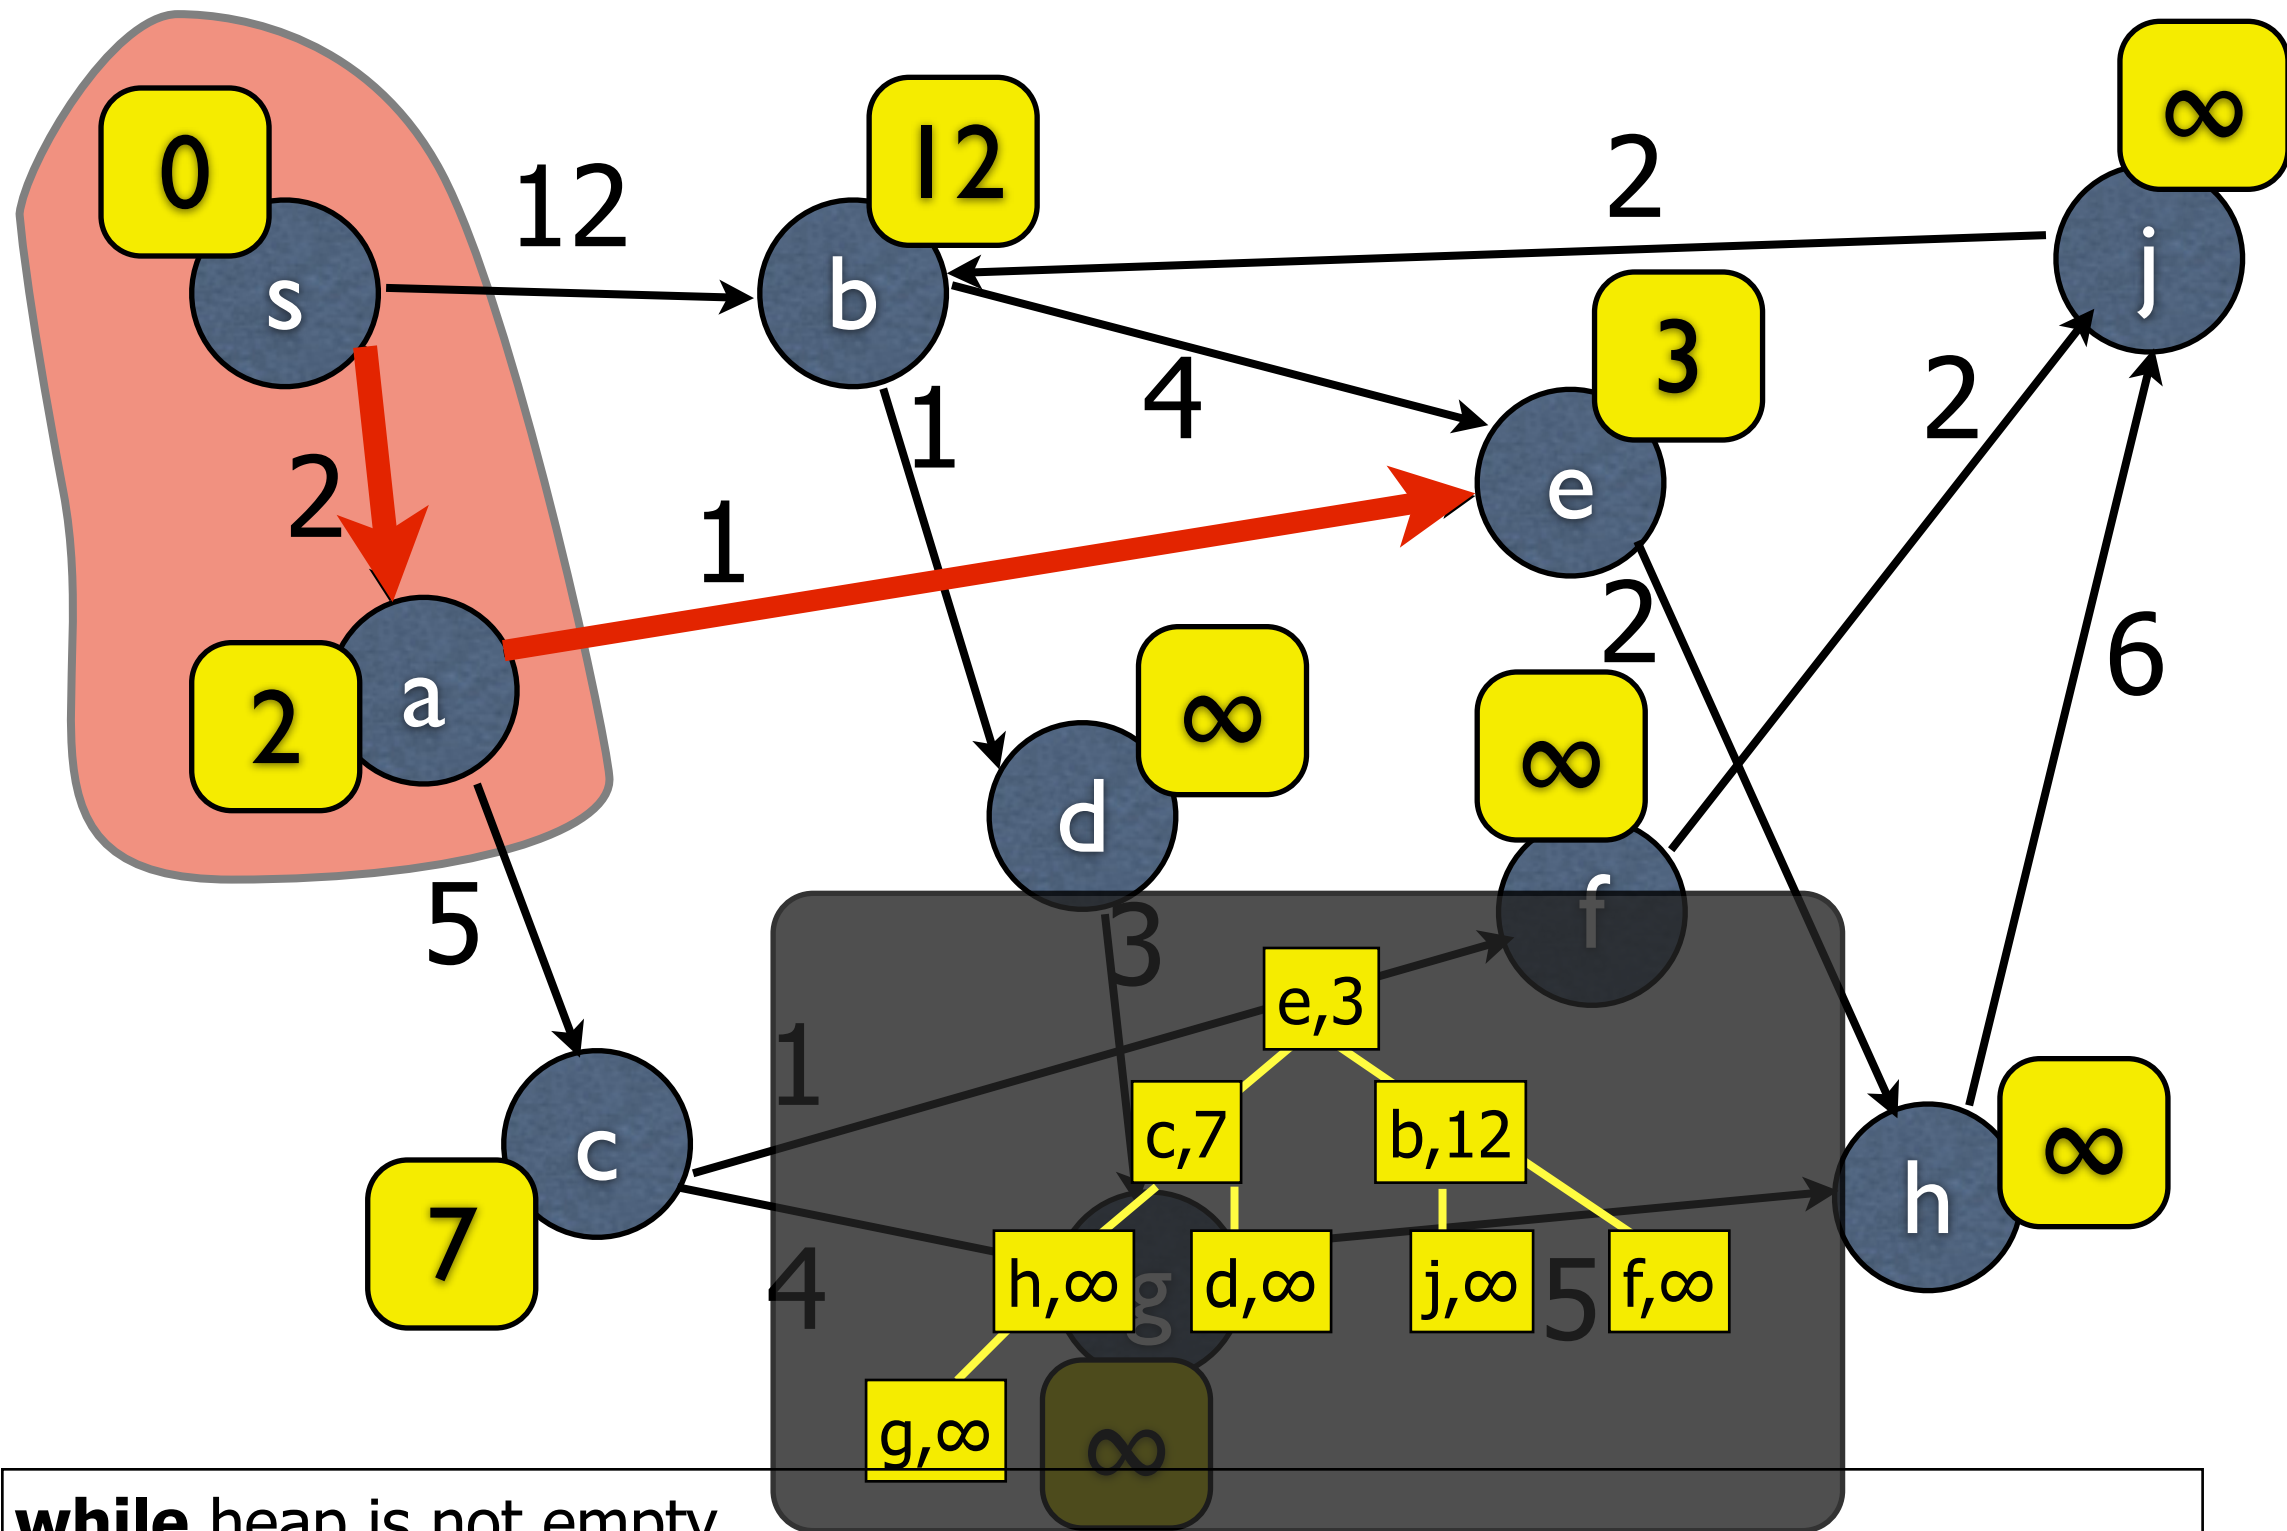 ∞
12
0
12
2
s
b
j
3
4
1
2
2
e
1
2
6
∞
∞
2
a
d
f
5
3
e,3
1
c,7
b,12
∞
c
h
7
4
h,∞
g
d,∞
j,∞
5
f,∞
g,∞
∞
while heap is not empty